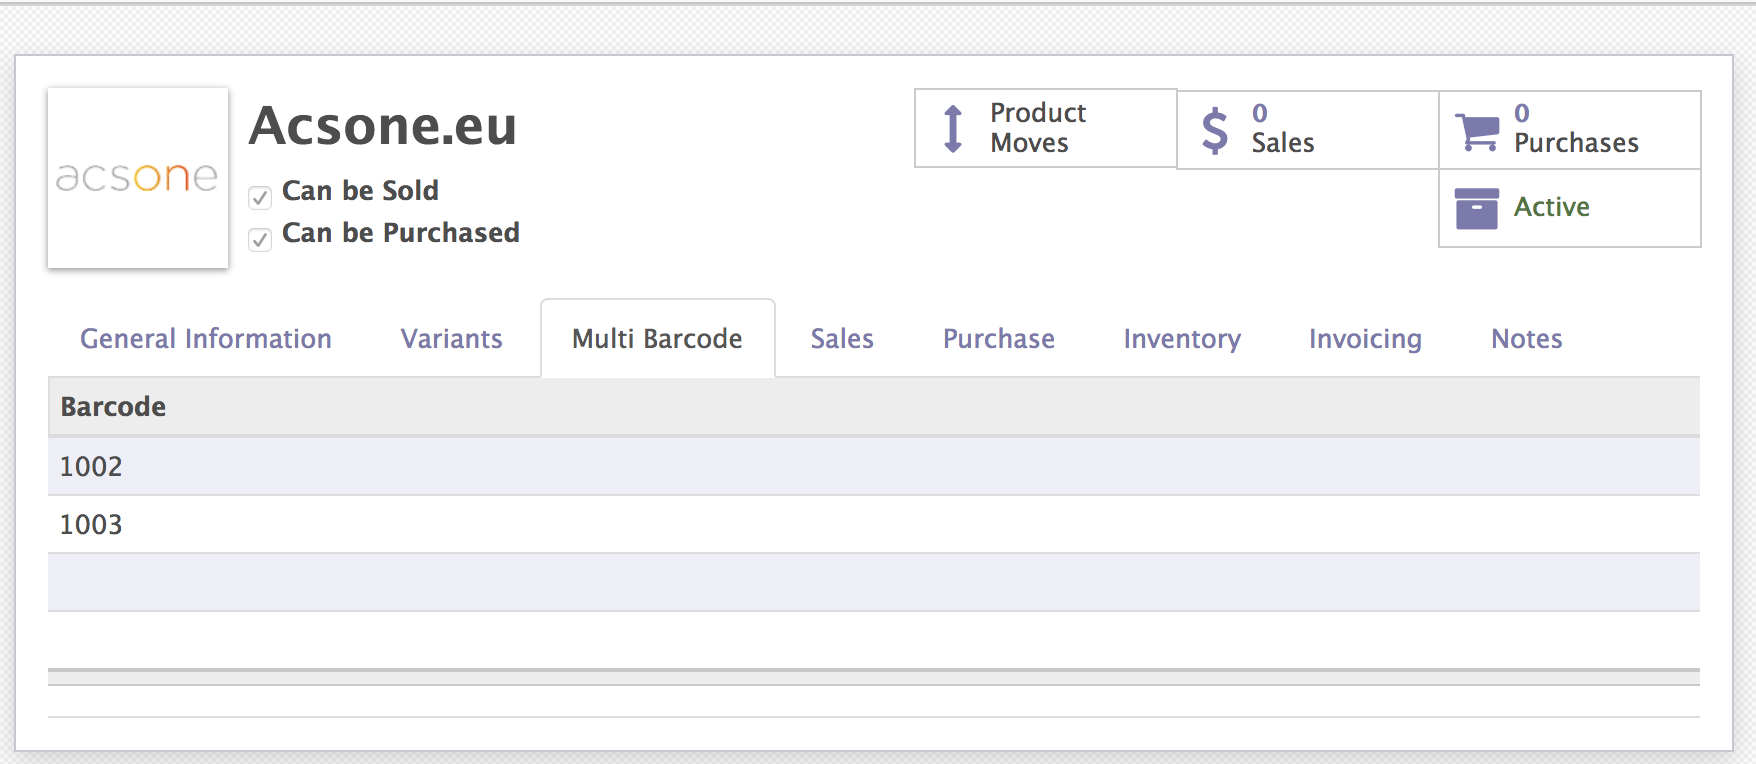 acsone
Acsone.eu
Can be Sold
Can be Purchased
Product
Moves
0
Sales
0
Purchases
Active
General Information
Variants
Multi Barcode
Sales
Purchase
Inventory
Invoicing
Notes
Barcode
1002
1003